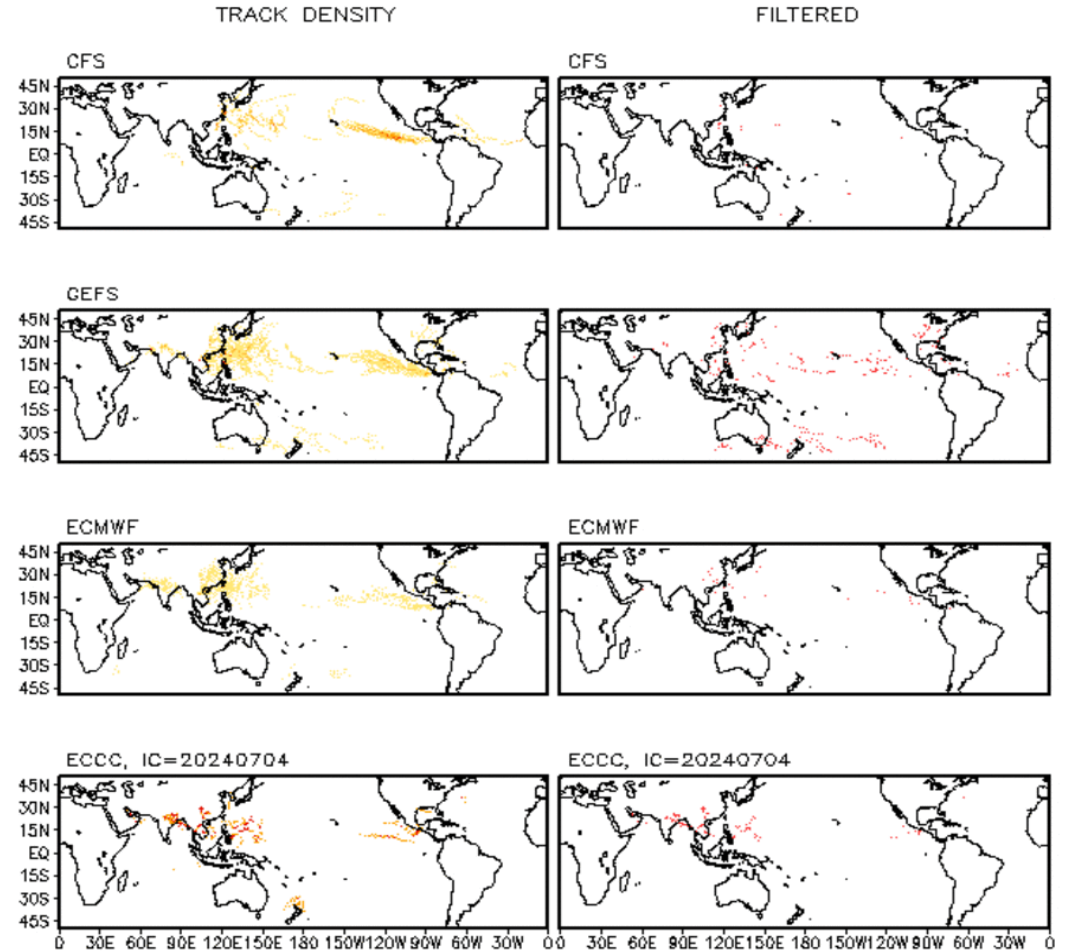 TRACK DENSITY FILTERED
CFS CFS
45N
30N
15N
EQ
15S
30S
45S
GEFS GEFS
45N
30N
15N
EQ
15S
30S
45S
ECMWF ECMWF
45N
30N
15N
EQ
15S
30S
45S
ECCC, IC=20240704 ECCC, IC=20240704
45N
30N
15N
EQ
15S
30S
45S
0 30E 60E 90E 120E 150E 180 150W 120W 90W 60W 30W 0 0 30E 60E 90E 120E 150E 180 150W 120W 90W 60W 30W 0